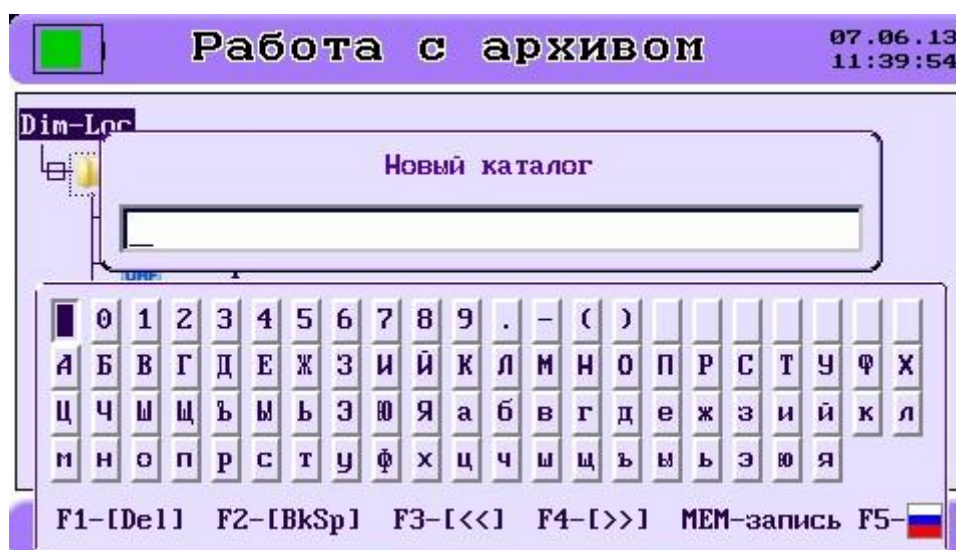 Работа с архивом
07.06.13
11:39:54
Dim-Loc
Новый каталог
0 1 2 3 4 5 6 7 8 9 . - ( )
А Б В Г Д Е Ж З И Й К Л М Н О П Р С Т У Ф Х
Ц Ч Ш Щ Ъ Ы Ь Э Ю Я а б в г д е ж з и й к л
м н о п р с т у ф х ц ч ш щ ъ ы ь э ю я
F1-[Del] F2-[BkSp] F3-[<<] F4-[>>] МЕМ-запись F5-